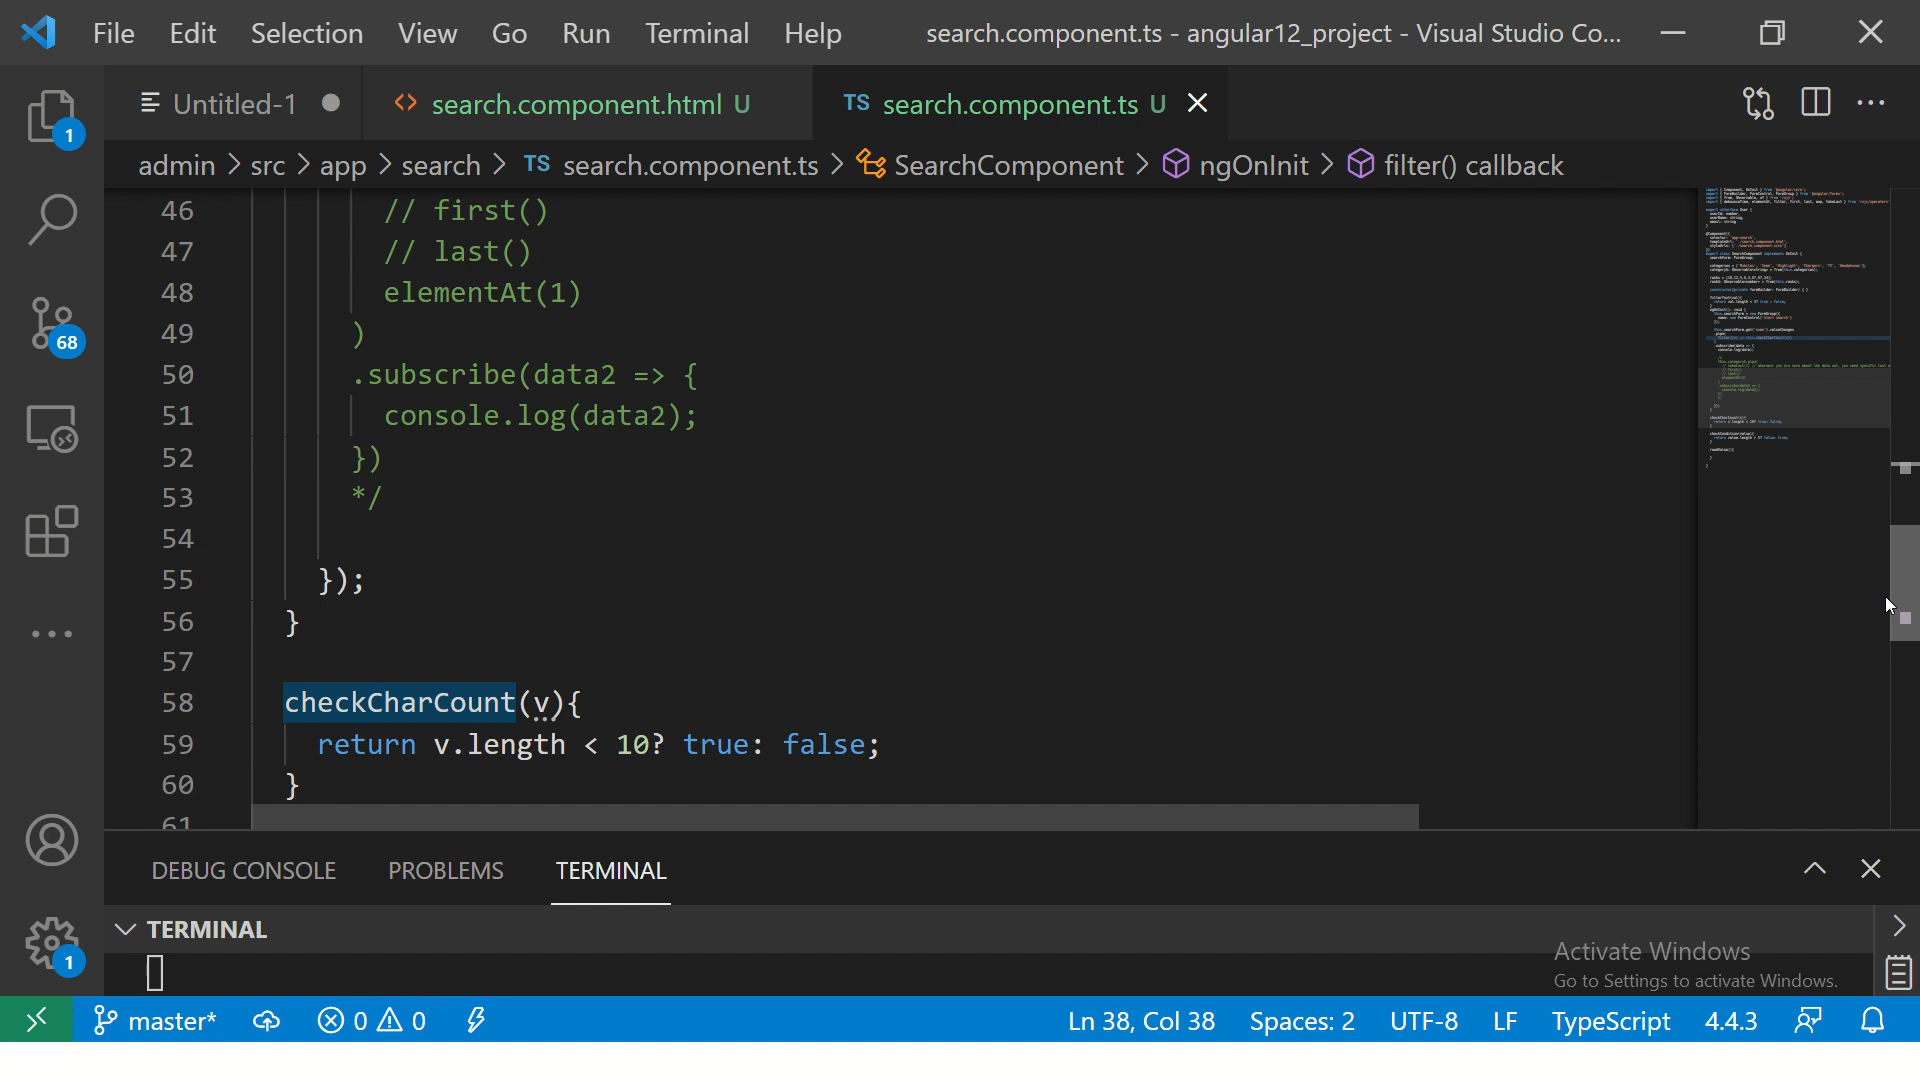 File Edit Selection View Go Run Terminal Help search.component.ts - angular12_project - Visual Studio Co...
Untitled-1 search.component.html U TS search.component.ts U
admin > src > app > search > TS search.component.ts > SearchComponent > ngOnInit > filter() callback
46 // first()
47 // last()
48 elementAt(1)
49 )
50 .subscribe(data2 => {
51 console.log(data2);
52 })
53 */
54
55 });
56 }
57
58 checkCharCount(v){
59 return v.length < 10? true: false;
60 }
61
1
68
DEBUG CONSOLE PROBLEMS TERMINAL
TERMINAL
1
Activate Windows
Go to Settings to activate Windows.
master* 0 0 Ln 38, Col 38 Spaces: 2 UTF-8 LF TypeScript 4.4.3